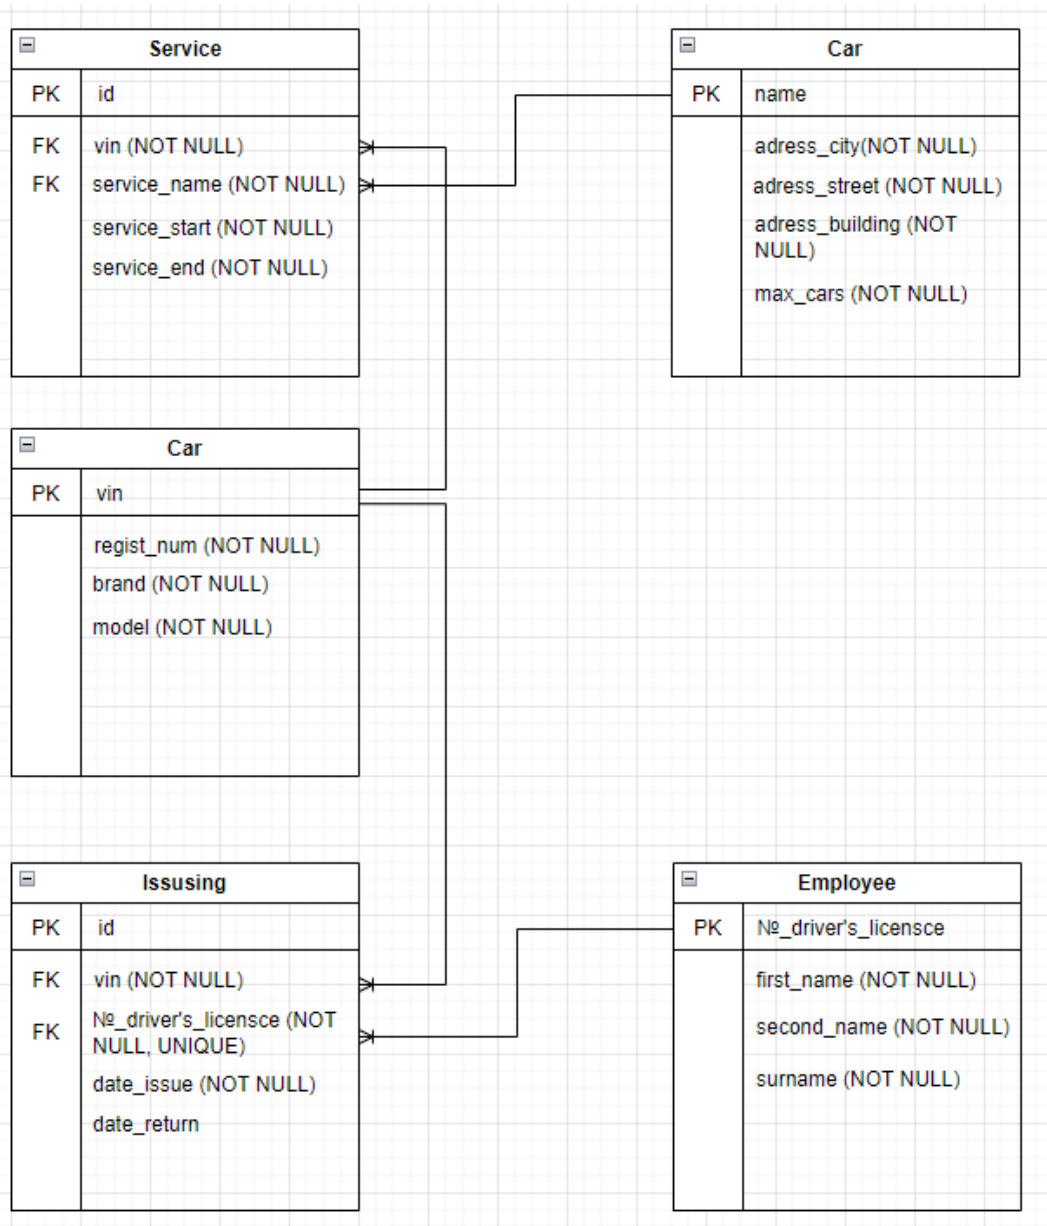 Service
PK id
FK vin (NOT NULL)
FK service_name (NOT NULL)
service_start (NOT NULL)
service_end (NOT NULL)
Car
PK name
adress_city(NOT NULL)
adress_street (NOT NULL)
adress_building (NOT
NULL)
max_cars (NOT NULL)
Car
PK vin
regist_num (NOT NULL)
brand (NOT NULL)
model (NOT NULL)
Issusing
PK id
FK vin (NOT NULL)
FK №_driver's_licensce (NOT
NULL, UNIQUE)
date_issue (NOT NULL)
date_return
Employee
PK №_driver's_licensce
first_name (NOT NULL)
second_name (NOT NULL)
surname (NOT NULL)